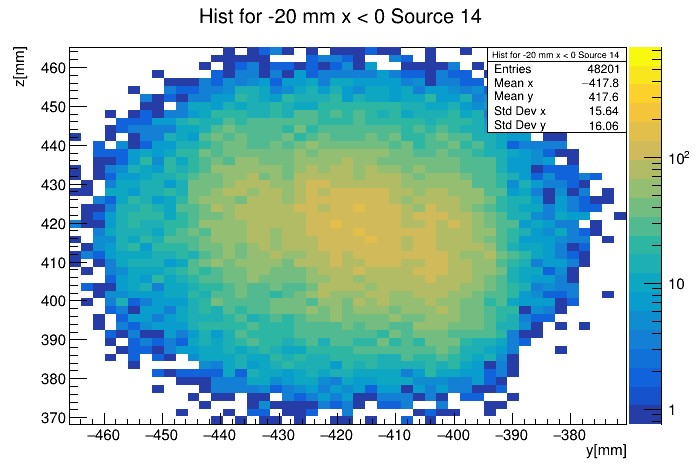 Hist for -20 mm x < 0 Source 14
z[mm]
Hist for -20 mm x < 0 Source 14
Entries 48201
Mean x −417.8
Mean y 417.6
Std Dev x 15.64
Std Dev y 16.06
460
450
440
430
420
410
400
390
380
370
−460 −450 −440 −430 −420 −410 −400 −390 −380
y[mm]
10²
10
1